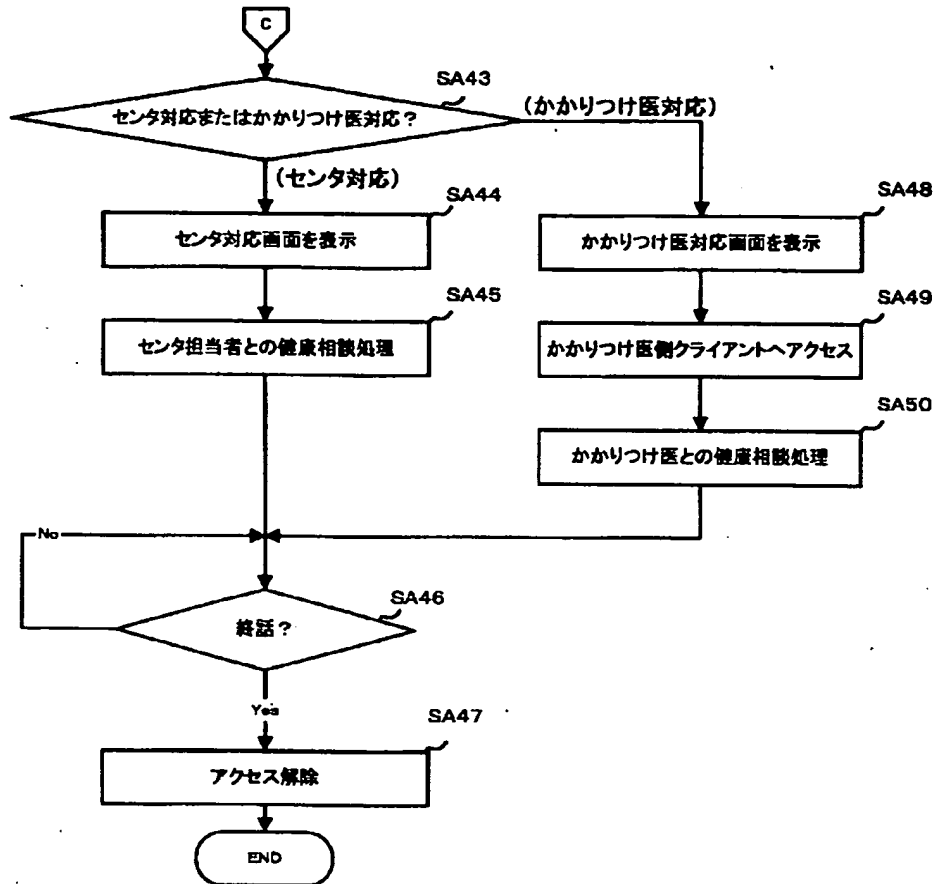 C
SA43
センタ対応またはかかりつけ医対応？
(かかりつけ医対応)
(センタ対応)
SA44
センタ対応画面を表示
SA48
かかりつけ医対応画面を表示
SA45
センタ担当者との健康相談処理
SA49
かかりつけ医側クライアントへアクセス
SA50
かかりつけ医との健康相談処理
No
SA46
終話？
Yes
SA47
アクセス解除
END